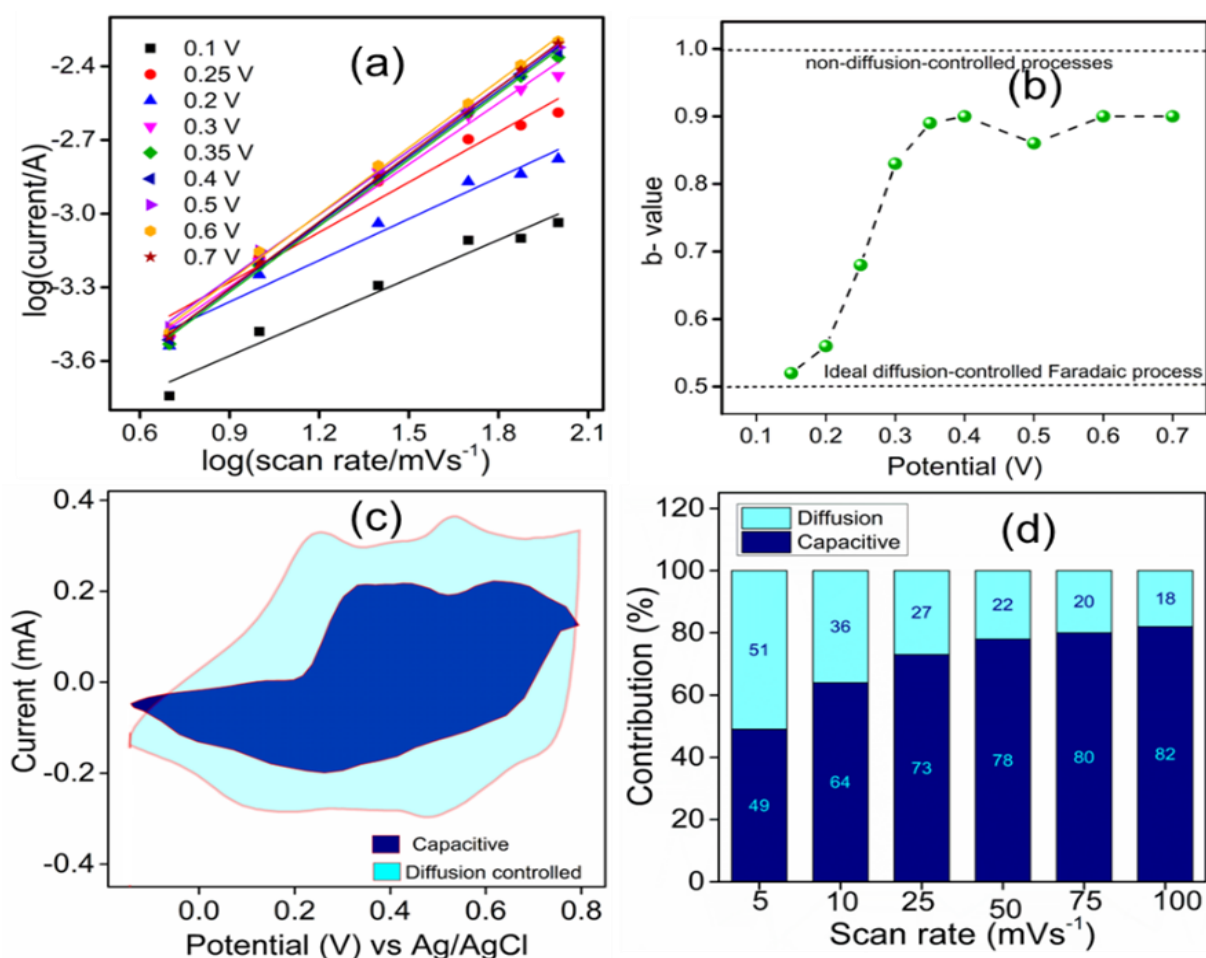 (a)
0.1 V
0.25 V
0.2 V
0.3 V
0.35 V
0.4 V
0.5 V
0.6 V
0.7 V
-2.4
-2.7
-3.0
-3.3
-3.6
log(current/A)
0.6 0.9 1.2 1.5 1.8 2.1
log(scan rate/mVs⁻¹)
(b)
non-diffusion-controlled processes
Ideal diffusion-controlled Faradaic process
1.0
0.9
0.8
0.7
0.6
0.5
b- value
0.1 0.2 0.3 0.4 0.5 0.6 0.7
Potential (V)
(c)
0.4
0.2
0.0
-0.2
-0.4
Current (mA)
Capacitive
Diffusion controlled
0.0 0.2 0.4 0.6 0.8
Potential (V) vs Ag/AgCl
(d)
Diffusion
Capacitive
120
100
80
60
40
20
0
Contribution (%)
51 36 27 22 20 18
49 64 73 78 80 82
5 10 25 50 75 100
Scan rate (mVs⁻¹)